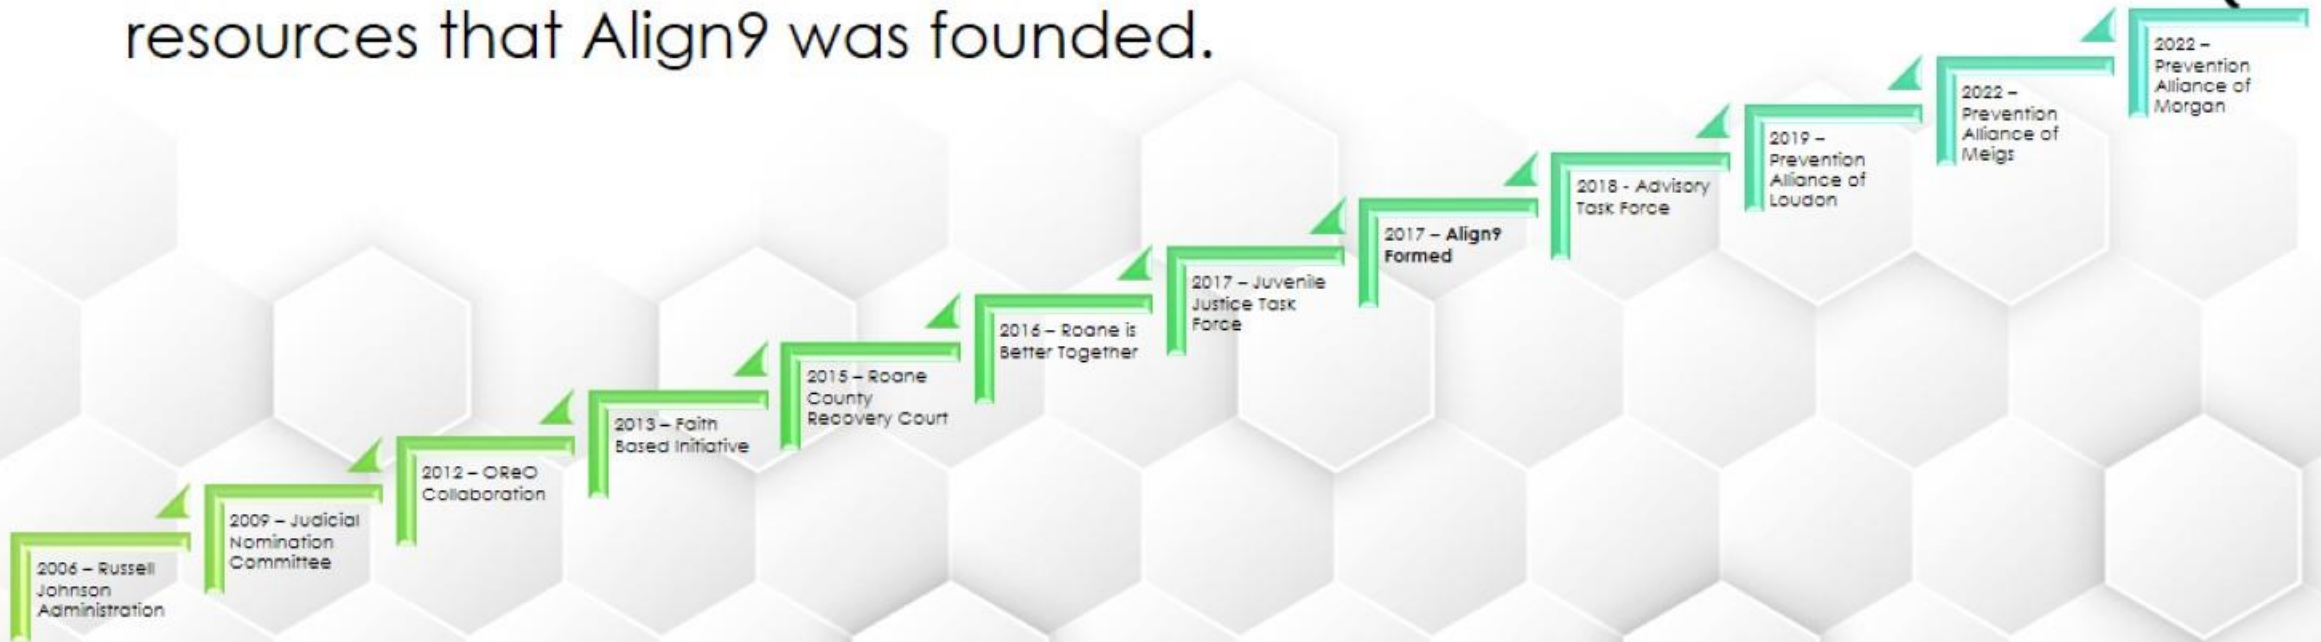 resources that Align9 was founded.
2006 – Russell
Johnson
Administration
2009 – Judicial
Nomination
Committee
2012 – OReO
Collaboration
2013 – Faith
Based Initiative
2015 – Roane
County
Recovery Court
2016 – Roane is
Better Together
2017 – Juvenile
Justice Task
Force
2017 – Align9
Formed
2018 - Advisory
Task Force
2019 –
Prevention
Alliance of
Loudon
2022 –
Prevention
Alliance of
Meigs
2022 –
Prevention
Alliance of
Morgan